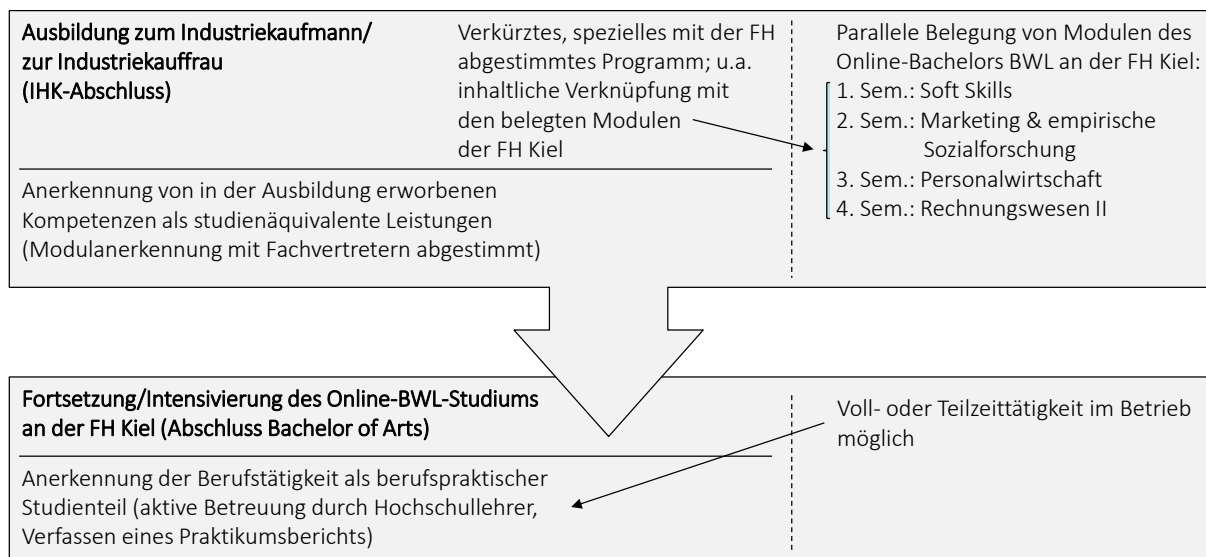 Ausbildung zum Industriekaufmann/
zur Industriekauffrau
(IHK-Abschluss)
Verkürztes, spezielles mit der FH
abgestimmtes Programm; u.a.
inhaltliche Verknüpfung mit
den belegten Modulen
der FH Kiel
Anerkennung von in der Ausbildung erworbenen
Kompetenzen als studienäquivalente Leistungen
(Modulanerkennung mit Fachvertretern abgestimmt)
Parallele Belegung von Modulen des
Online-Bachelors BWL an der FH Kiel:
1. Sem.: Soft Skills
2. Sem.: Marketing & empirische
Sozialforschung
3. Sem.: Personalwirtschaft
4. Sem.: Rechnungswesen II
Fortsetzung/Intensivierung des Online-BWL-Studiums
an der FH Kiel (Abschluss Bachelor of Arts)
Anerkennung der Berufstätigkeit als berufspraktischer
Studienteil (aktive Betreuung durch Hochschullehrer,
Verfassen eines Praktikumsberichts)
Voll- oder Teilzeittätigkeit im Betrieb
möglich